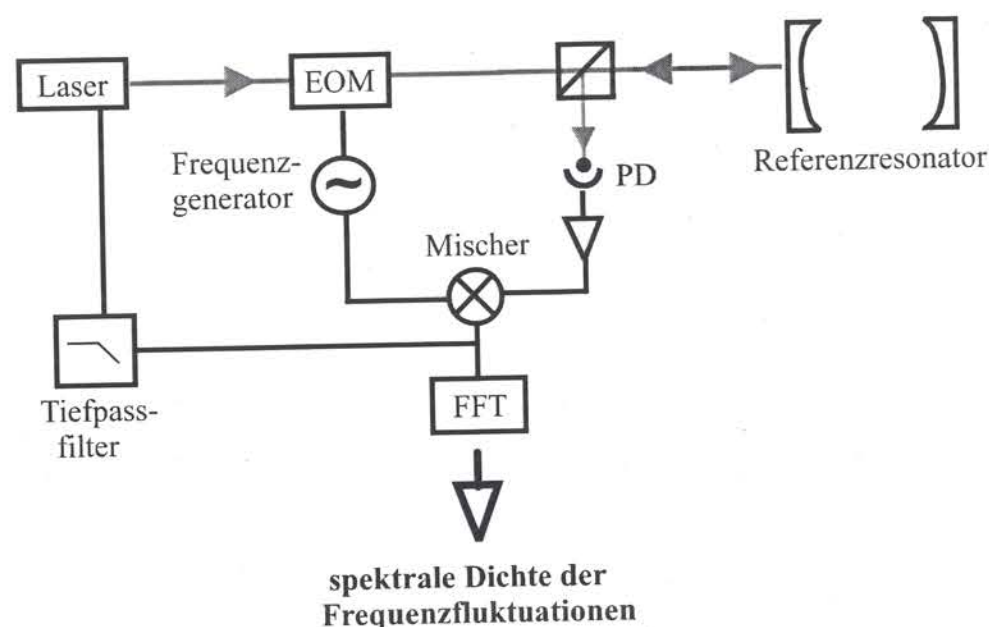 Laser
EOM
Frequenz-
generator
PD
Referenzresonator
Mischer
Tiefpass-
filter
FFT
spektrale Dichte der
Frequenzfluktuationen